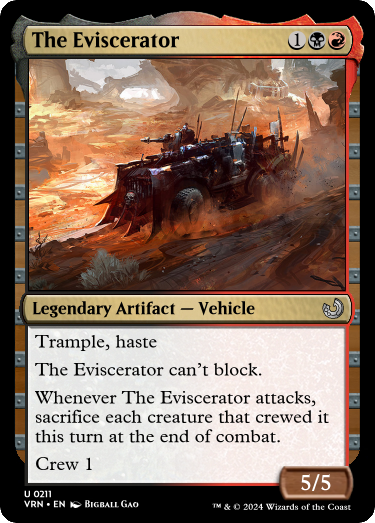 The Eviscerator 1
Legendary Artifact — Vehicle
Trample, haste
The Eviscerator can't block.
Whenever The Eviscerator attacks,
sacrifice each creature that crewed it
this turn at the end of combat.
Crew 1
5/5
U 0211
VRN • EN Bigball Gao
™ & © 2024 Wizards of the Coast